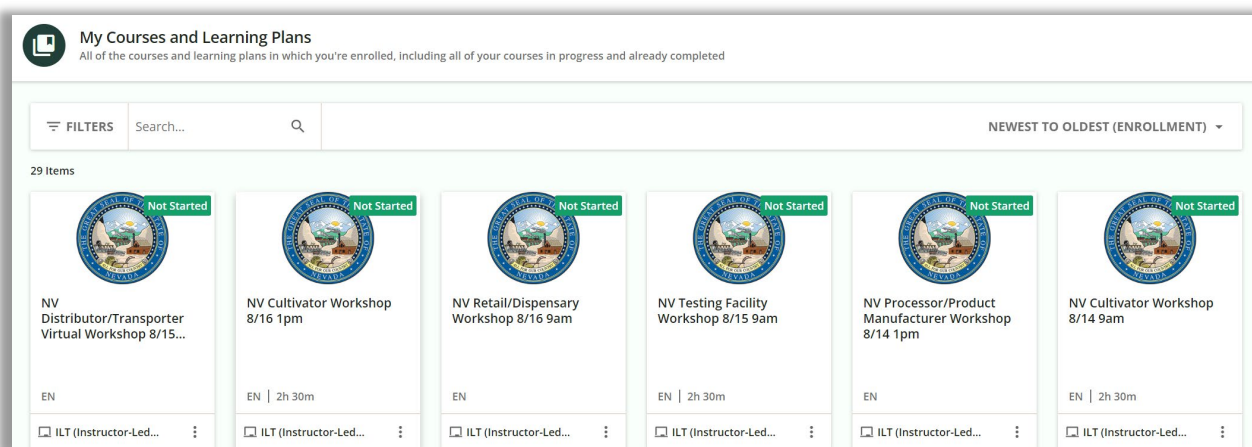 My Courses and Learning Plans
All of the courses and learning plans in which you're enrolled, including all of your courses in progress and already completed
FILTERS
Search...
NEWEST TO OLDEST (ENROLLMENT)
29 Items
Not Started
Not Started
Not Started
Not Started
Not Started
Not Started
NV
Distributor/Transporter
Virtual Workshop 8/15...
EN
ILT (Instructor-Led...
NV Cultivator Workshop
8/16 1pm
EN | 2h 30m
ILT (Instructor-Led...
NV Retail/Dispensary
Workshop 8/16 9am
EN
ILT (Instructor-Led...
NV Testing Facility
Workshop 8/15 9am
EN | 2h 30m
ILT (Instructor-Led...
NV Processor/Product
Manufacturer Workshop
8/14 1pm
EN
ILT (Instructor-Led...
NV Cultivator Workshop
8/14 9am
EN | 2h 30m
ILT (Instructor-Led...